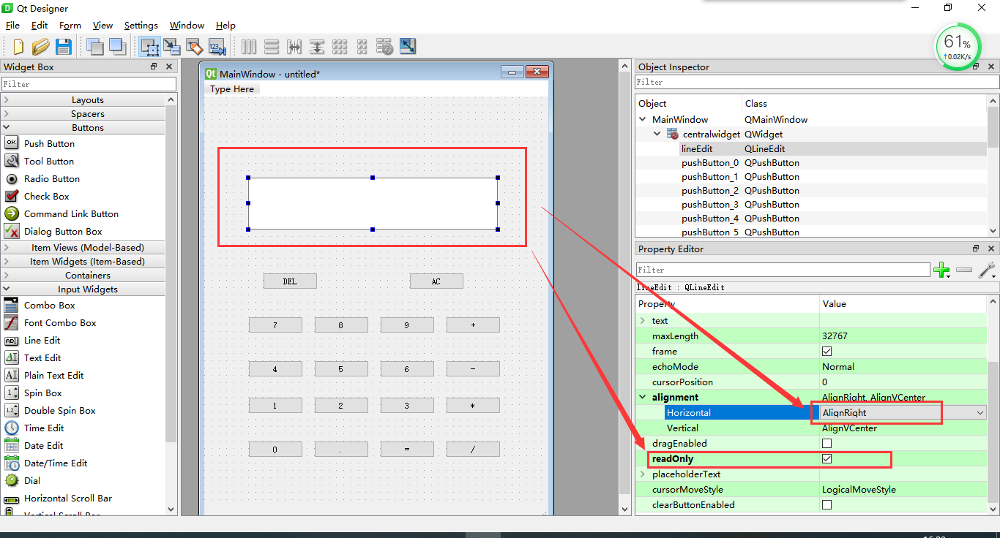 Qt Designer
File Edit Form View Settings Window Help
61%
0.02K/s
Widget Box
Filter
Layouts
Spacers
Buttons
OK Push Button
Tool Button
Radio Button
Check Box
Command Link Button
Dialog Button Box
Item Views (Model-Based)
Item Widgets (Item-Based)
Containers
Input Widgets
Combo Box
Font Combo Box
Line Edit
Text Edit
Plain Text Edit
Spin Box
Double Spin Box
Time Edit
Date Edit
Date/Time Edit
Dial
Horizontal Scroll Bar
Vertical Scroll Bar
Qt MainWindow - untitled*
Type Here
DEL AC
7 8 9 +
4 5 6 -
1 2 3 *
0 . = /
Object Inspector
Filter
Object Class
MainWindow QMainWindow
centralwidget QWidget
lineEdit QLineEdit
pushButton_0 QPushButton
pushButton_1 QPushButton
pushButton_2 QPushButton
pushButton_3 QPushButton
pushButton_4 QPushButton
pushButton_5 QPushButton
Property Editor
Filter
lineEdit : QLineEdit
Property Value
text
maxLength 32767
frame
echoMode Normal
cursorPosition 0
alignment AlignRight, AlignVCenter
Horizontal AlignRight
Vertical AlignVCenter
dragEnabled
readOnly
placeholderText
cursorMoveStyle LogicalMoveStyle
clearButtonEnabled